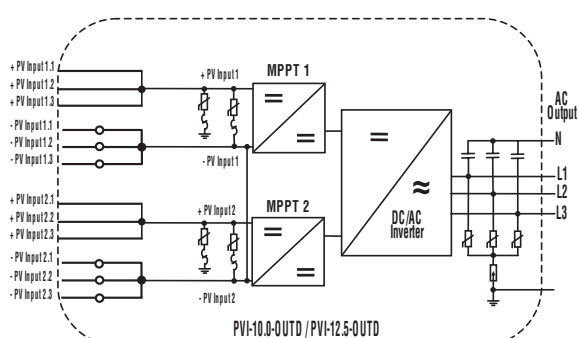 + PV Input 1.1
+ PV Input 1.2
+ PV Input 1.3
- PV Input 1.1
- PV Input 1.2
- PV Input 1.3
+ PV Input 1
- PV Input 1
MPPT 1
+ PV Input 2.1
+ PV Input 2.2
+ PV Input 2.3
- PV Input 2.1
- PV Input 2.2
- PV Input 2.3
+ PV Input 2
- PV Input 2
MPPT 2
DC/AC
Inverter
AC
Output
N
L1
L2
L3
PVI-10.0-OUTD / PVI-12.5-OUTD